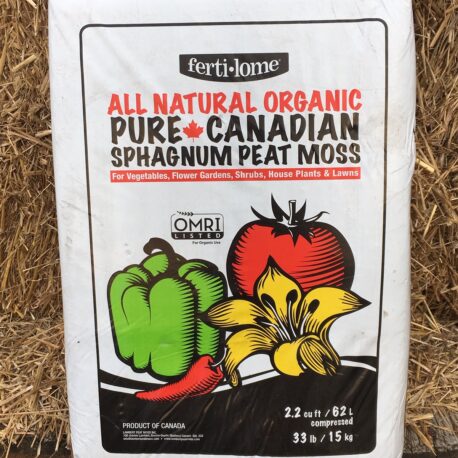 ferti•lome
ALL NATURAL ORGANIC
PURE CANADIAN
SPHAGNUM PEAT MOSS
For Vegetables, Flower Gardens, Shrubs, House Plants & Lawns
OMRI
LISTED
For Organic Use
2.2 cu ft / 62 L
compressed
33 lb / 15 kg
PRODUCT OF CANADA